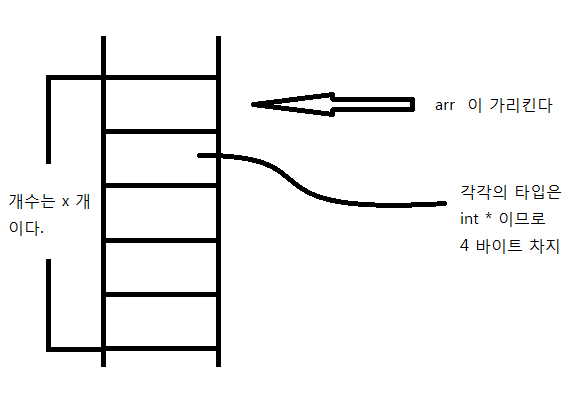 arr 이 가리킨다
개수는 x 개
이다.
각각의 타입은
int * 이므로
4 바이트 차지